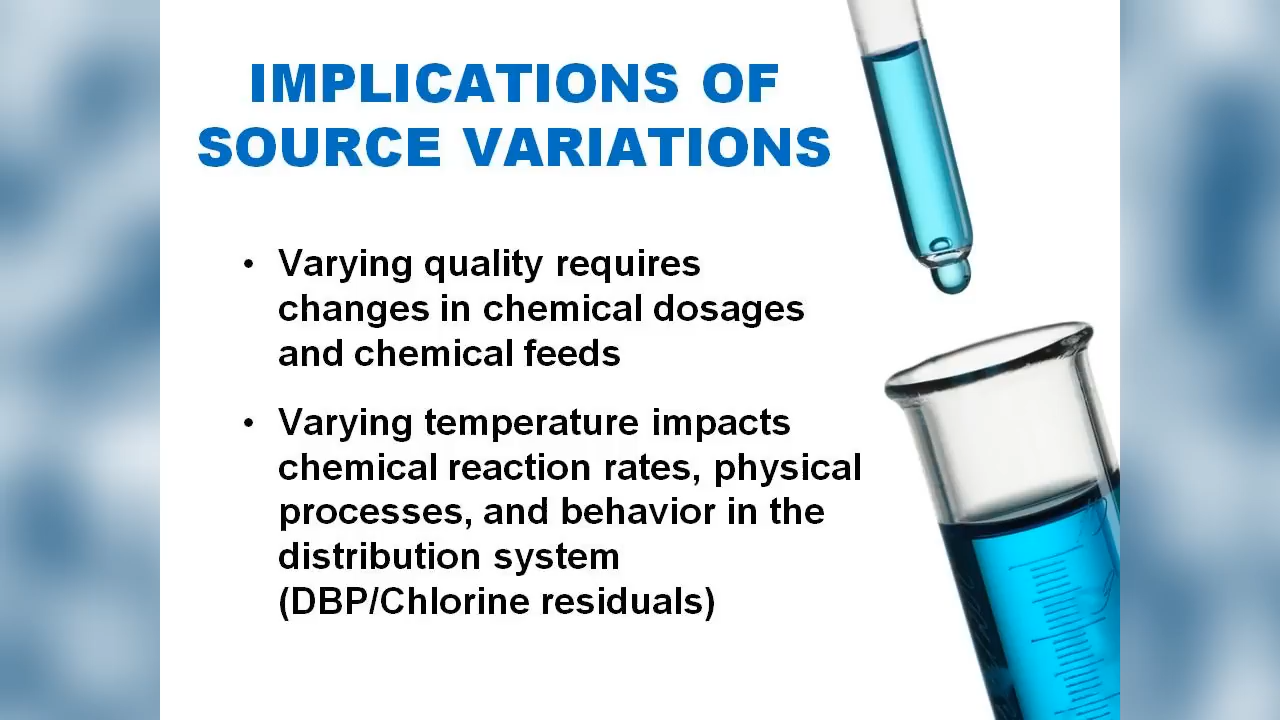 IMPLICATIONS OF
SOURCE VARIATIONS
• Varying quality requires
changes in chemical dosages
and chemical feeds
• Varying temperature impacts
chemical reaction rates, physical
processes, and behavior in the
distribution system
(DBP/Chlorine residuals)